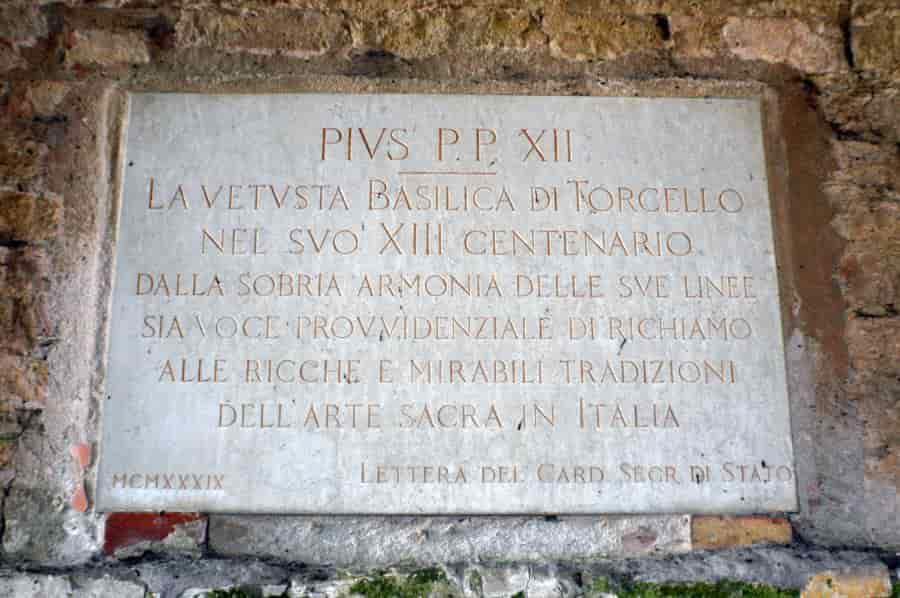 PIVS P.P. XII
LA VETVSTA BASILICA DI TORCELLO
NEL SVO XIII CENTENARIO
DALLA SOBRIA ARMONIA DELLE SVE LINEE
SIA VOCE PROVVIDENZIALE DI RICHIAMO
ALLE RICCHE E MIRABILI TRADIZIONI
DELL'ARTE SACRA IN ITALIA
MCMXXXIX LETTERA DEL CARD. SEGR. DI STATO